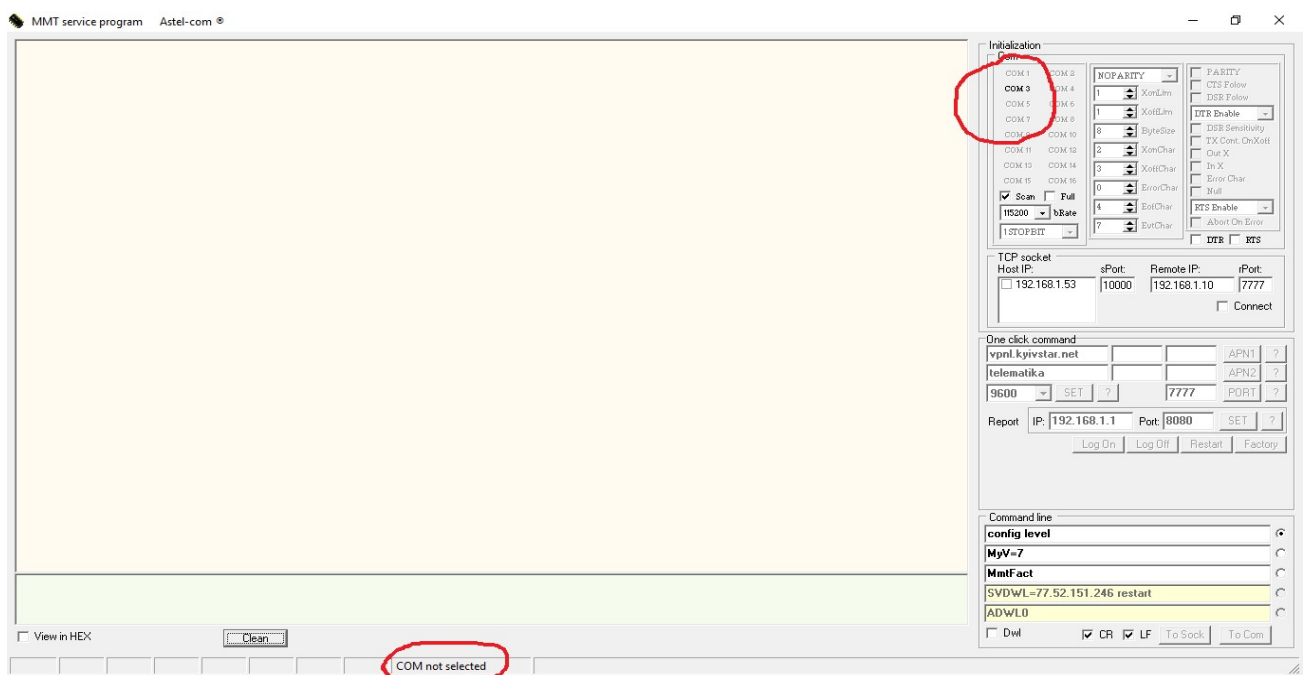 MMT service program Astel-com ®
Initialization
Com
COM 1 COM 2
COM 3 COM 4
COM 5 COM 6
COM 7 COM 8
COM 9 COM 10
COM 11 COM 12
COM 13 COM 14
COM 15 COM 16
Scan Full
115200 bRate
1STOPBIT
NOPARITY
1 XonLim
1 XoffLim
8 ByteSize
2 XonChar
3 XoffChar
0 ErrorChar
4 EofChar
7 EvtChar
PARITY
CTS Folow
DSR Folow
DTR Enable
DSR Sensitivity
TX Cont. OnXoff
Out X
In X
Error Char
Null
RTS Enable
Abort On Error
DTR RTS
TCP socket
Host IP: sPort: Remote IP: rPort:
192.168.1.53 10000 192.168.1.10 7777
Connect
One click command
vpnl.kyivstar.net APN1 ?
telematika APN2 ?
9600 SET ? 7777 PORT ?
Report IP: 192.168.1.1 Port: 8080 SET ?
Log On Log Off Restart Factory
Command line
config level
MyV=7
MmtFact
SVDWL=77.52.151.246 restart
ADWL0
Dwl CR LF To Sock To Com
View in HEX Clean
COM not selected